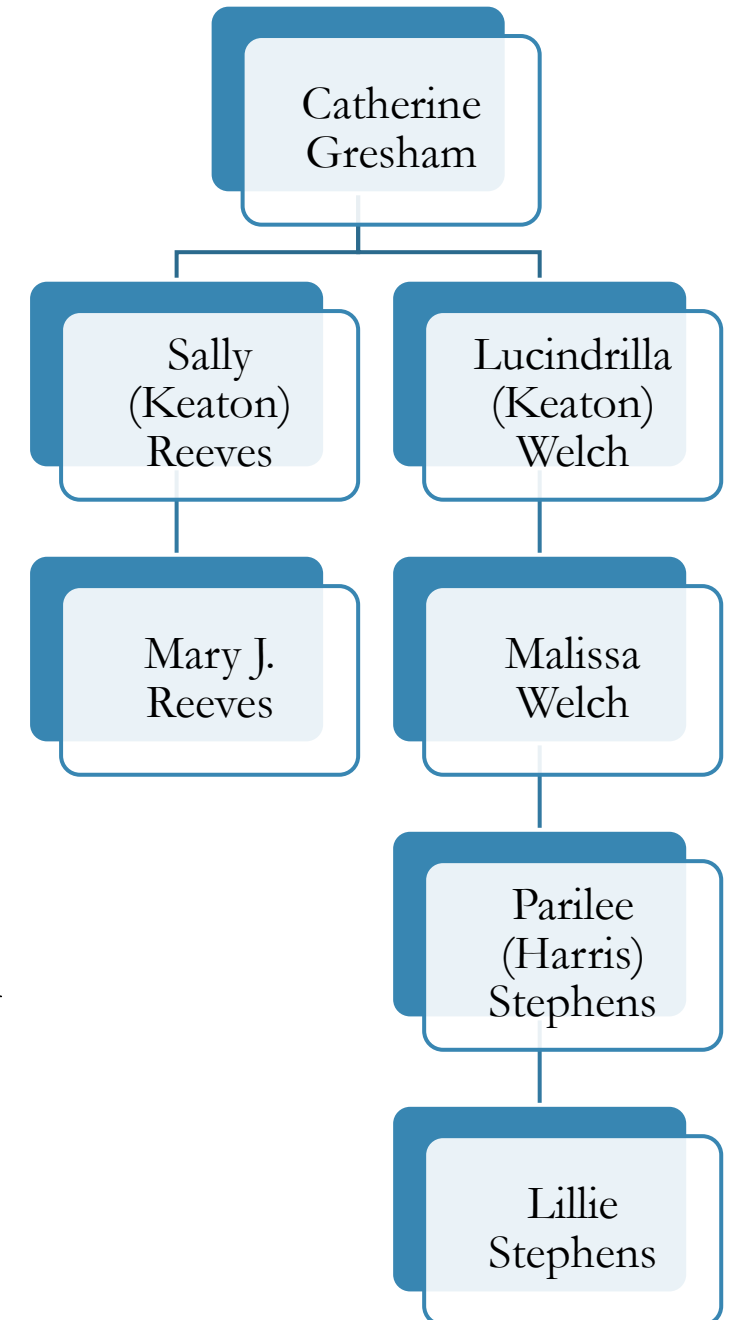 Catherine
Gresham
Sally
(Keaton)
Reeves
Lucindrilla
(Keaton)
Welch
Mary J.
Reeves
Malissa
Welch
Parilee
(Harris)
Stephens
Lillie
Stephens